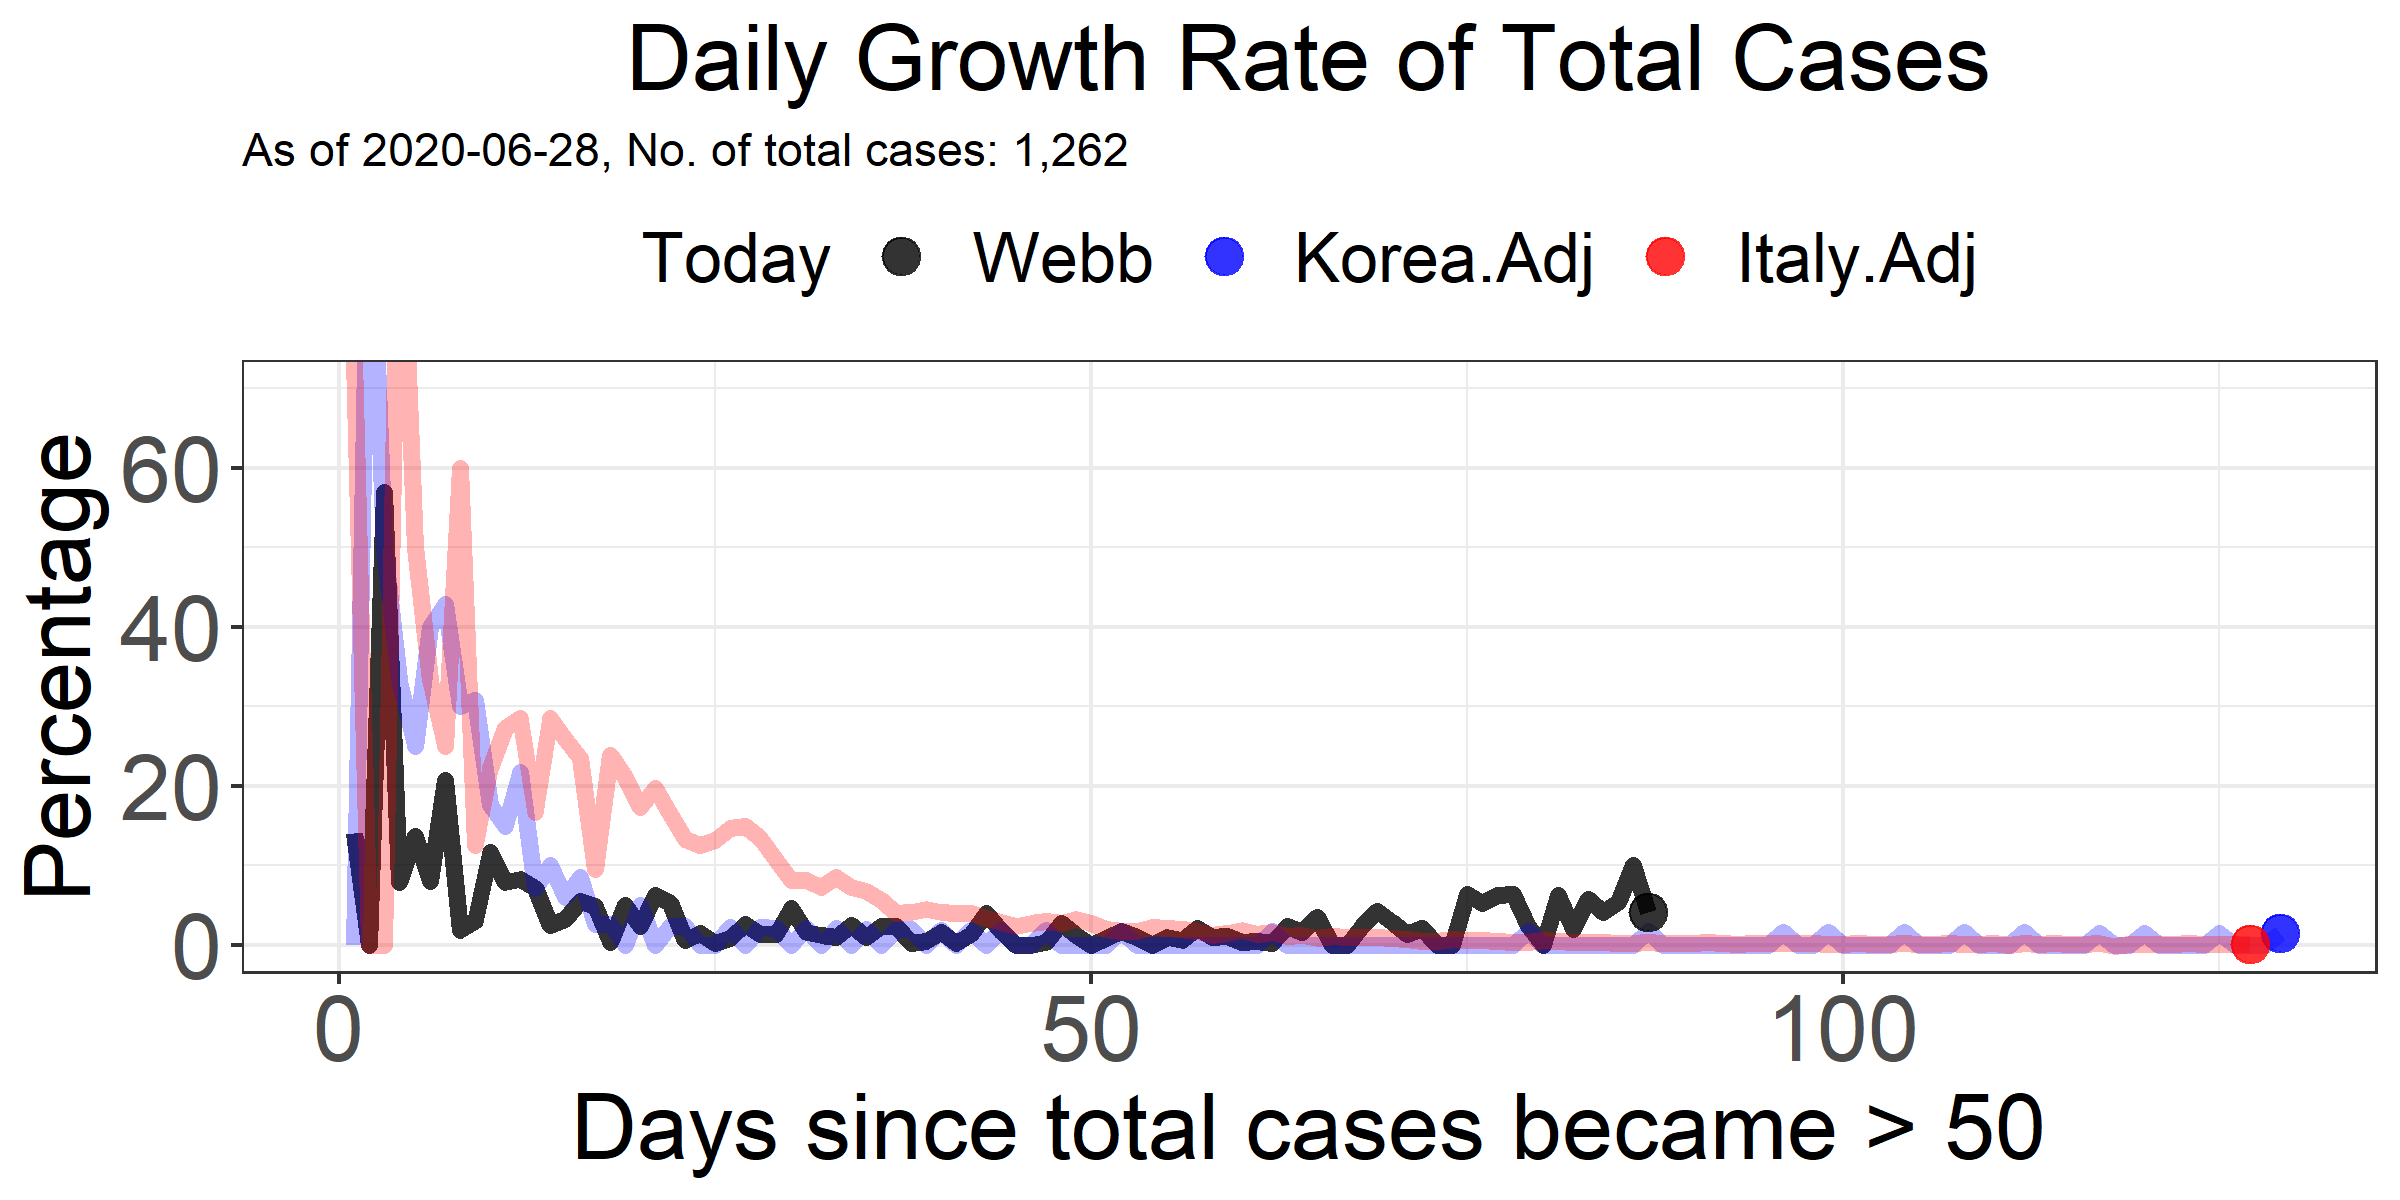 Daily Growth Rate of Total Cases
As of 2020-06-28, No. of total cases: 1,262
Today Webb Korea.Adj Italy.Adj
Percentage
60
40
20
0
0 50 100
Days since total cases became > 50